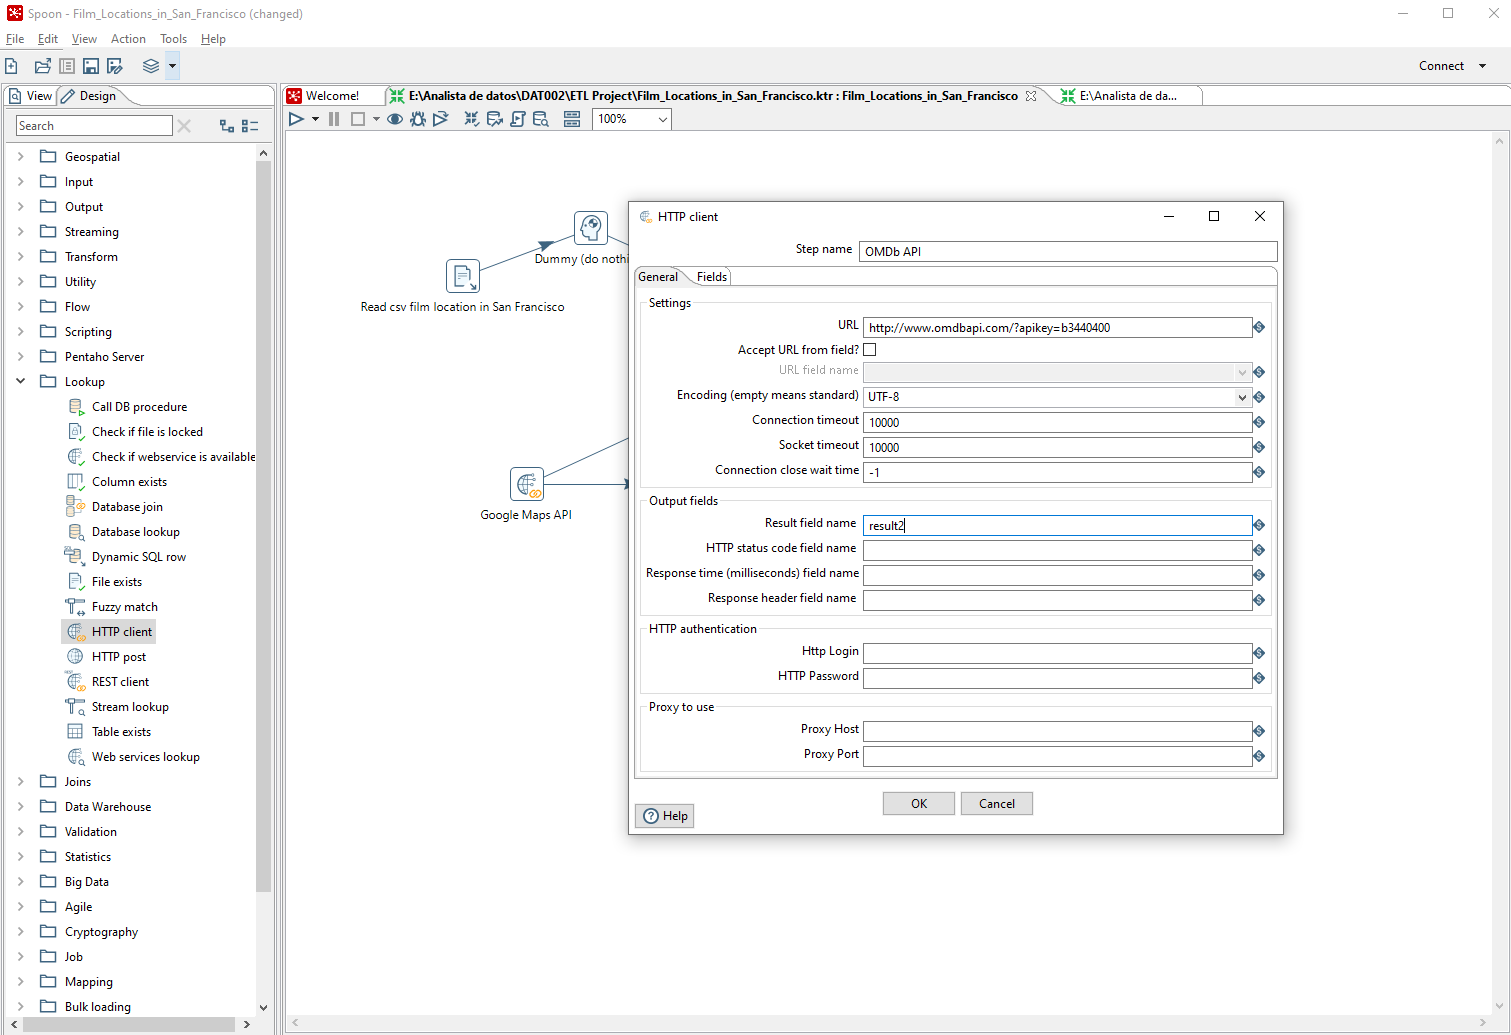 Spoon - Film_Locations_in_San_Francisco (changed)
File Edit View Action Tools Help
Connect
View Design
Welcome! E:\Analista de datos\DAT002\ETL Project\Film_Locations_in_San_Francisco.ktr : Film_Locations_in_San_Francisco E:\Analista de da...
Search
100%
Geospatial
Input
Output
Streaming
Transform
Utility
Flow
Scripting
Pentaho Server
Lookup
Call DB procedure
Check if file is locked
Check if webservice is available
Column exists
Database join
Database lookup
Dynamic SQL row
File exists
Fuzzy match
HTTP client
HTTP post
REST client
Stream lookup
Table exists
Web services lookup
Joins
Data Warehouse
Validation
Statistics
Big Data
Agile
Cryptography
Job
Mapping
Bulk loading
Dummy (do nothi
Read csv film location in San Francisco
Google Maps API
HTTP client
Step name OMDb API
General Fields
Settings
URL http://www.omdbapi.com/?apikey=b3440400
Accept URL from field?
URL field name
Encoding (empty means standard) UTF-8
Connection timeout 10000
Socket timeout 10000
Connection close wait time -1
Output fields
Result field name result2
HTTP status code field name
Response time (milliseconds) field name
Response header field name
HTTP authentication
Http Login
HTTP Password
Proxy to use
Proxy Host
Proxy Port
OK Cancel
Help